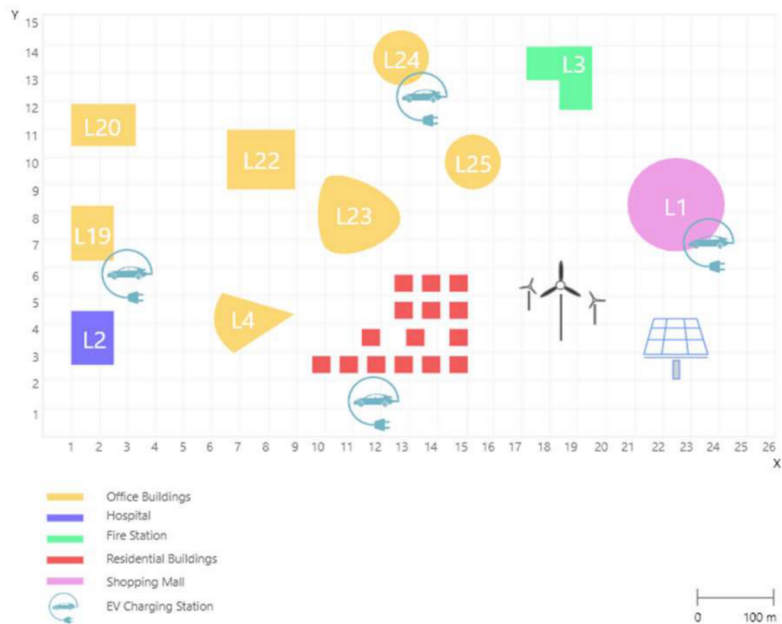 Y
15
14
13
12
11
10
9
8
7
6
5
4
3
2
1
L24
L3
L20
L22
L25
L23
L1
L19
L4
L2
1 2 3 4 5 6 7 8 9 10 11 12 13 14 15 17 18 19 20 21 22 23 24 25 26
X
Office Buildings
Hospital
Fire Station
Residential Buildings
Shopping Mall
EV Charging Station
0 100 m